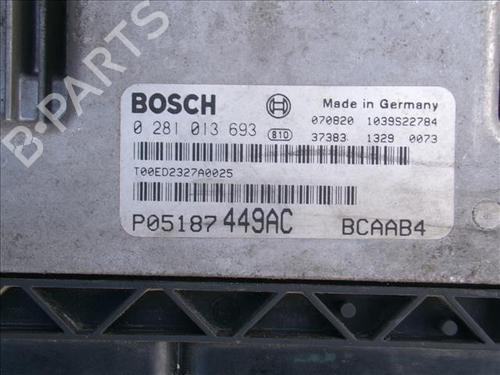 B-PARTS
BOSCH
Made in Germany
0 281 013 693
810
070820 1039S22784
37383 1329 0073
T00ED2327A0025
P05187449AC
BCAAB4